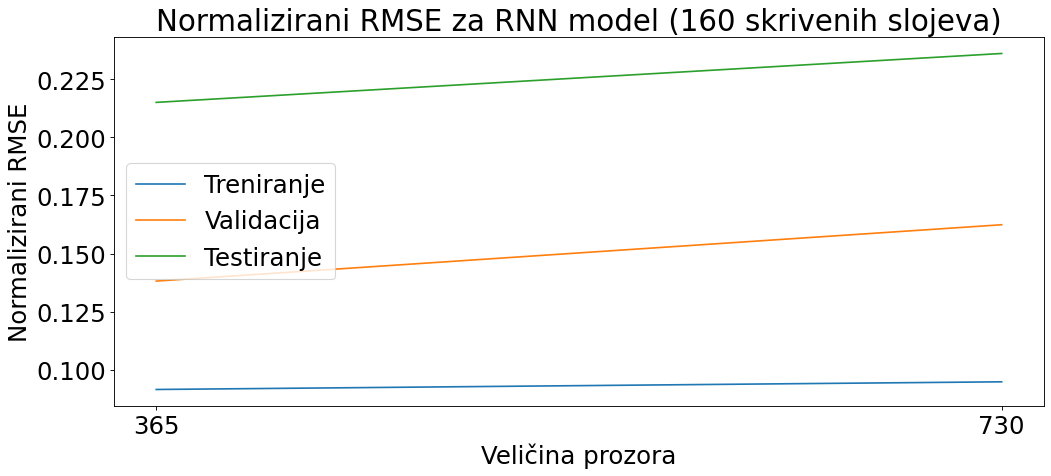 Normalizirani RMSE za RNN model (160 skrivenih slojeva)
Normalizirani RMSE
0.225
0.200
0.175
0.150
0.125
0.100
Treniranje
Validacija
Testiranje
365
730
Veličina prozora